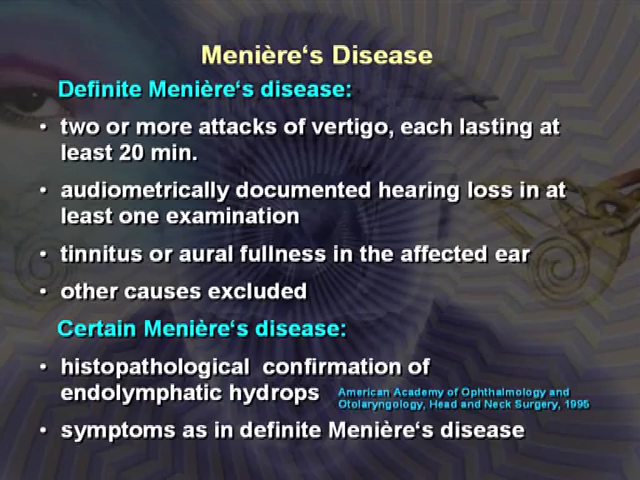 Menière‘s Disease
Definite Menière‘s disease:
• two or more attacks of vertigo, each lasting at
least 20 min.
• audiometrically documented hearing loss in at
least one examination
• tinnitus or aural fullness in the affected ear
• other causes excluded
Certain Menière‘s disease:
• histopathological confirmation of
endolymphatic hydrops
American Academy of Ophthalmology and
Otolaryngology, Head and Neck Surgery, 1995
• symptoms as in definite Menière‘s disease